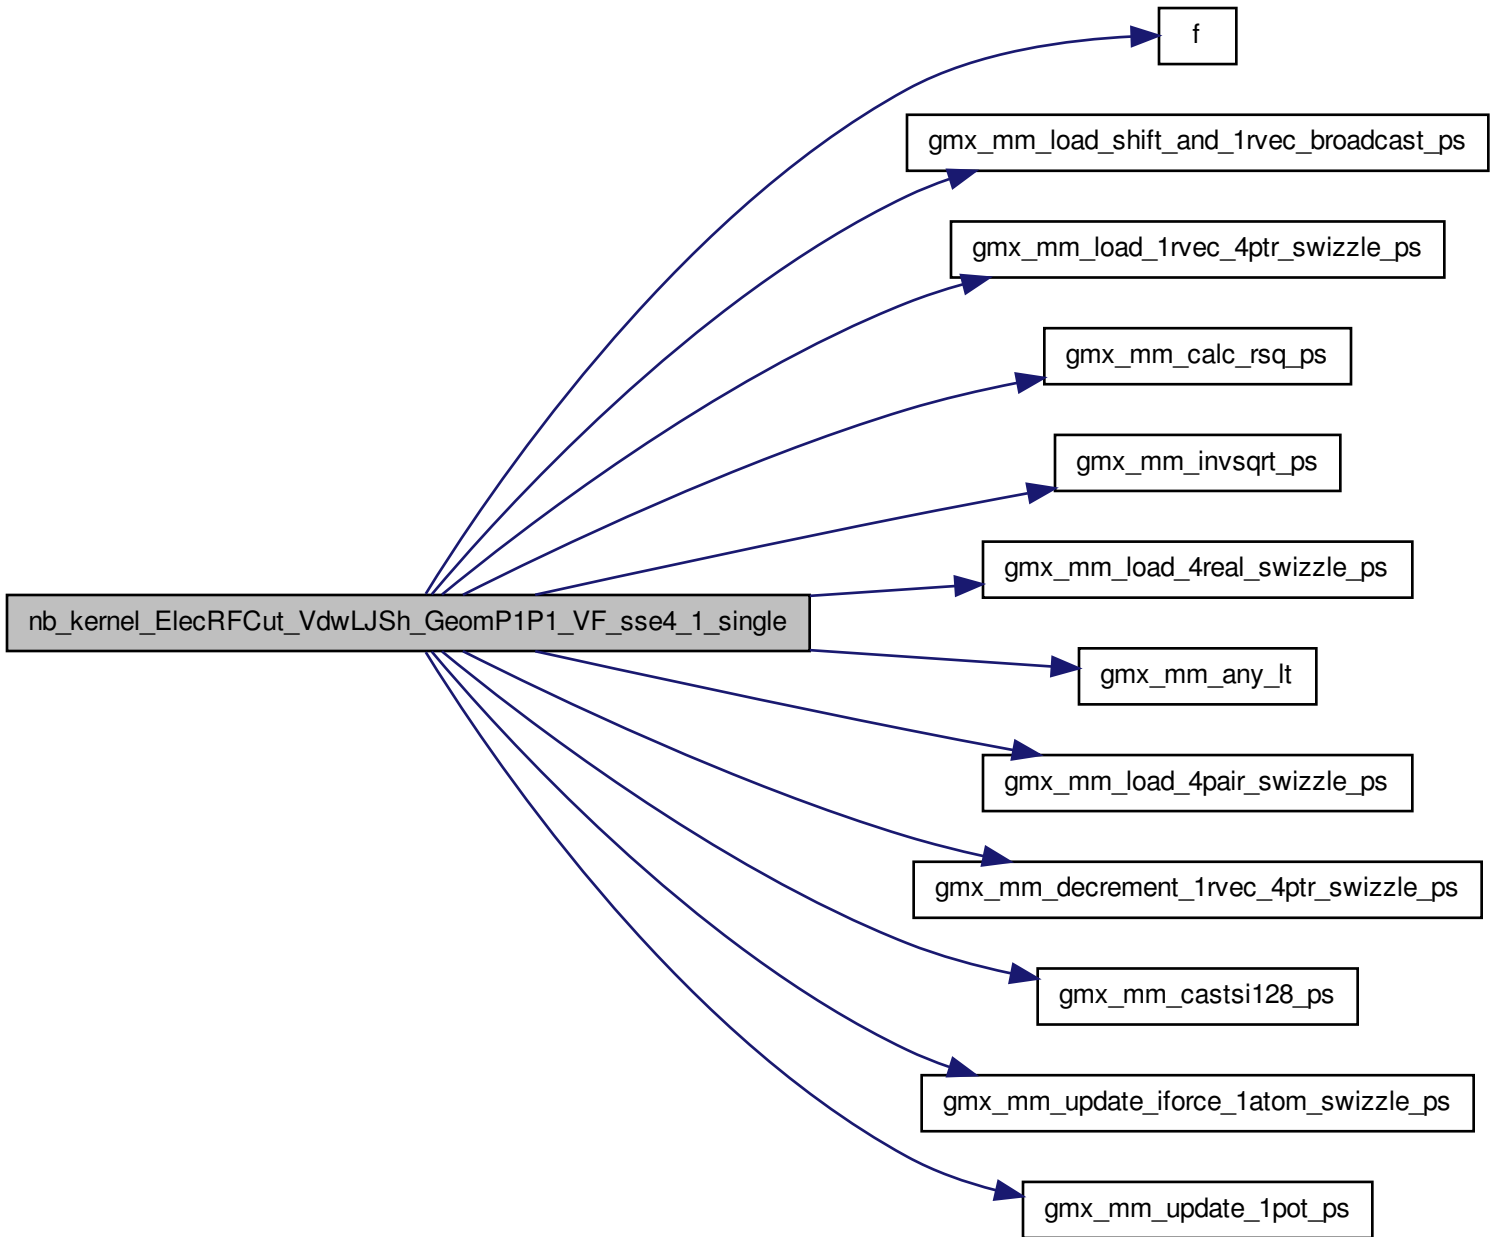 f
gmx_mm_load_shift_and_1rvec_broadcast_ps
gmx_mm_load_1rvec_4ptr_swizzle_ps
gmx_mm_calc_rsq_ps
gmx_mm_invsqrt_ps
gmx_mm_load_4real_swizzle_ps
nb_kernel_ElecRFCut_VdwLJSh_GeomP1P1_VF_sse4_1_single
gmx_mm_any_lt
gmx_mm_load_4pair_swizzle_ps
gmx_mm_decrement_1rvec_4ptr_swizzle_ps
gmx_mm_castsi128_ps
gmx_mm_update_iforce_1atom_swizzle_ps
gmx_mm_update_1pot_ps